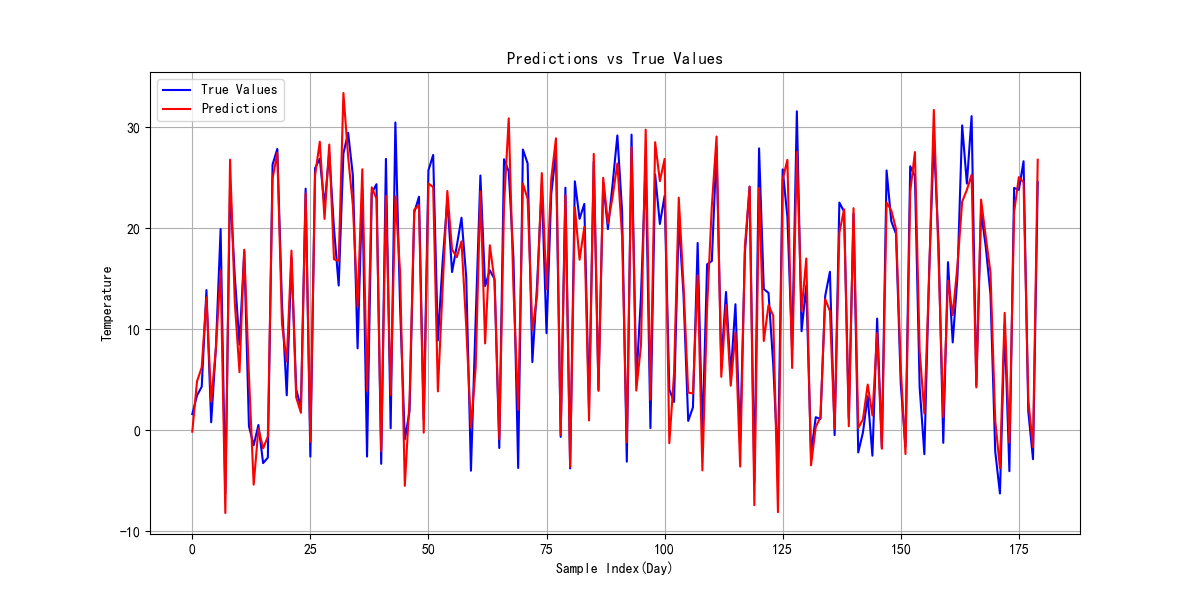 Predictions vs True Values
True Values
Predictions
Temperature
30
20
10
0
−10
0 25 50 75 100 125 150 175
Sample Index(Day)